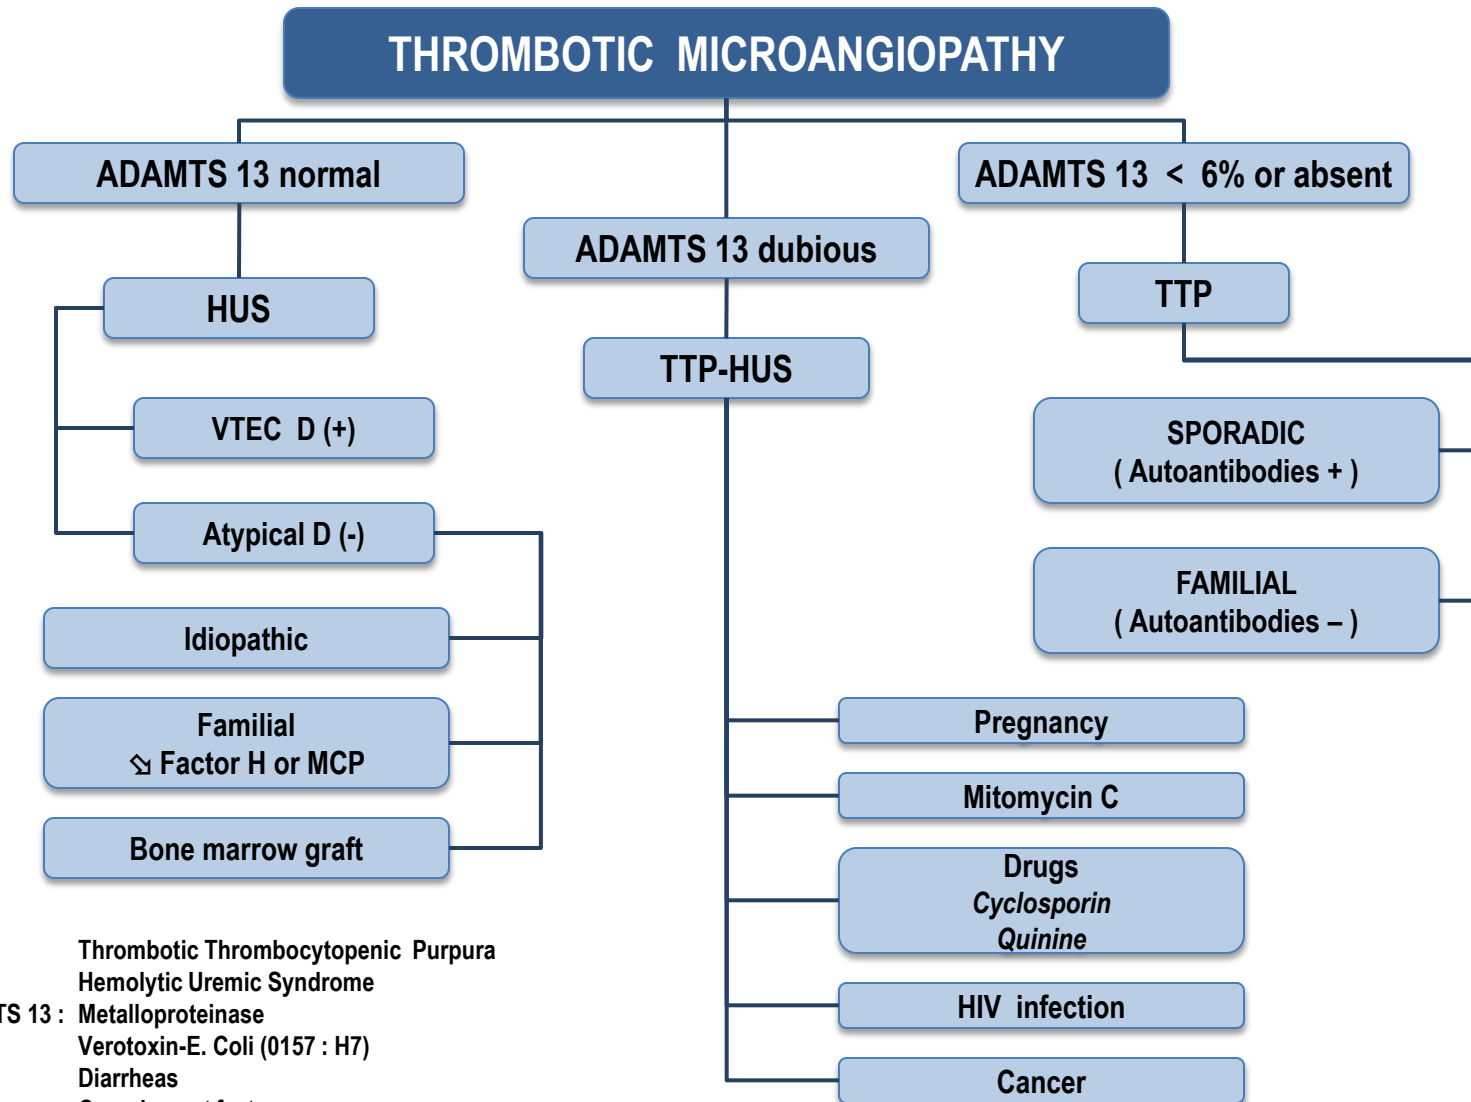 THROMBOTIC MICROANGIOPATHY
ADAMTS 13 normal
ADAMTS 13 < 6% or absent
ADAMTS 13 dubious
HUS
TTP
TTP-HUS
VTEC D (+)
SPORADIC
( Autoantibodies + )
Atypical D (-)
FAMILIAL
( Autoantibodies – )
Idiopathic
Familial
⬂ Factor H or MCP
Bone marrow graft
Pregnancy
Mitomycin C
Drugs
Cyclosporin
Quinine
HIV infection
Cancer
Thrombotic Thrombocytopenic Purpura
Hemolytic Uremic Syndrome
TS 13 : Metalloproteinase
Verotoxin-E. Coli (0157 : H7)
Diarrheas